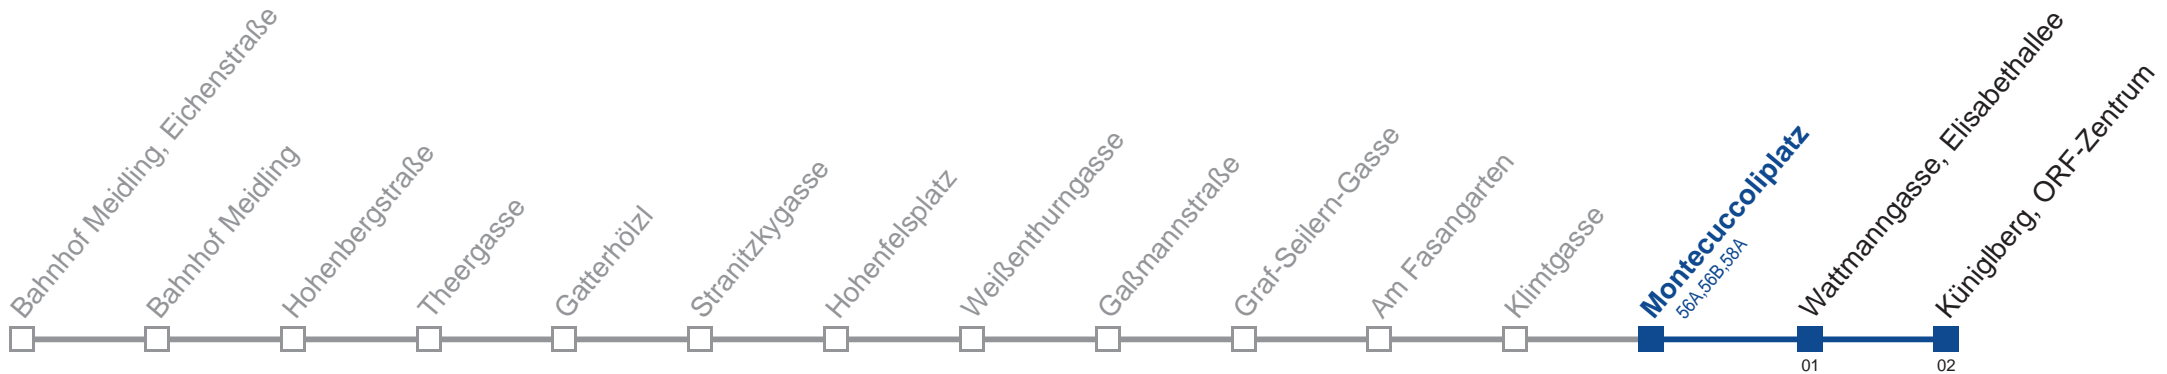 Bahnhof Meidling, Eichenstraße
Bahnhof Meidling
Hohenbergstraße
Theergasse
Gatterhölzl
Stranitzkygasse
Hohenfelsplatz
Weißenthurngasse
Gaßmannstraße
Graf-Seilern-Gasse
Am Fasangarten
Klimtgasse
Montecuccoliplatz
56A,56B,58A
Wattmanngasse, Elisabethallee
01
Küniglberg, ORF-Zentrum
02